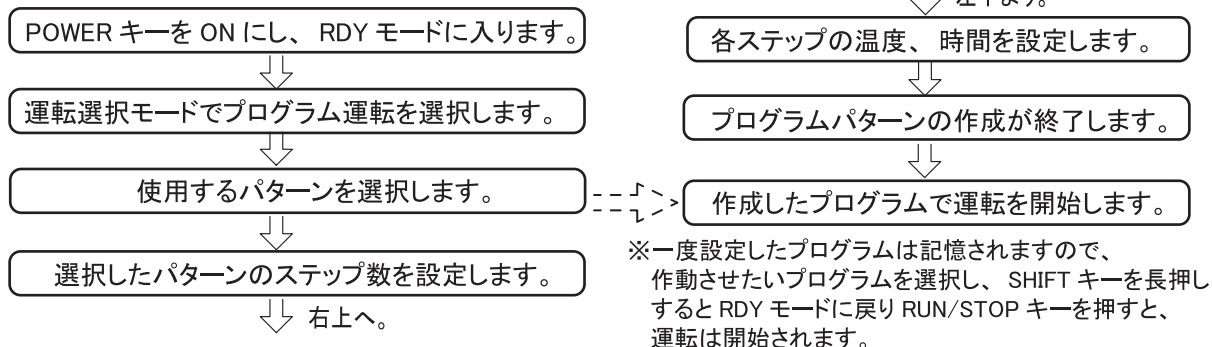 POWER キーを ON にし、 RDY モードに入ります。
運転選択モードでプログラム運転を選択します。
使用するパターンを選択します。
選択したパターンのステップ数を設定します。
右上へ。
左下より。
各ステップの温度、 時間を設定します。
プログラムパターンの作成が終了します。
作成したプログラムで運転を開始します。
※一度設定したプログラムは記憶されますので、
作動させたいプログラムを選択し、 SHIFT キーを長押し
すると RDY モードに戻り RUN/STOP キーを押すと、
運転は開始されます。